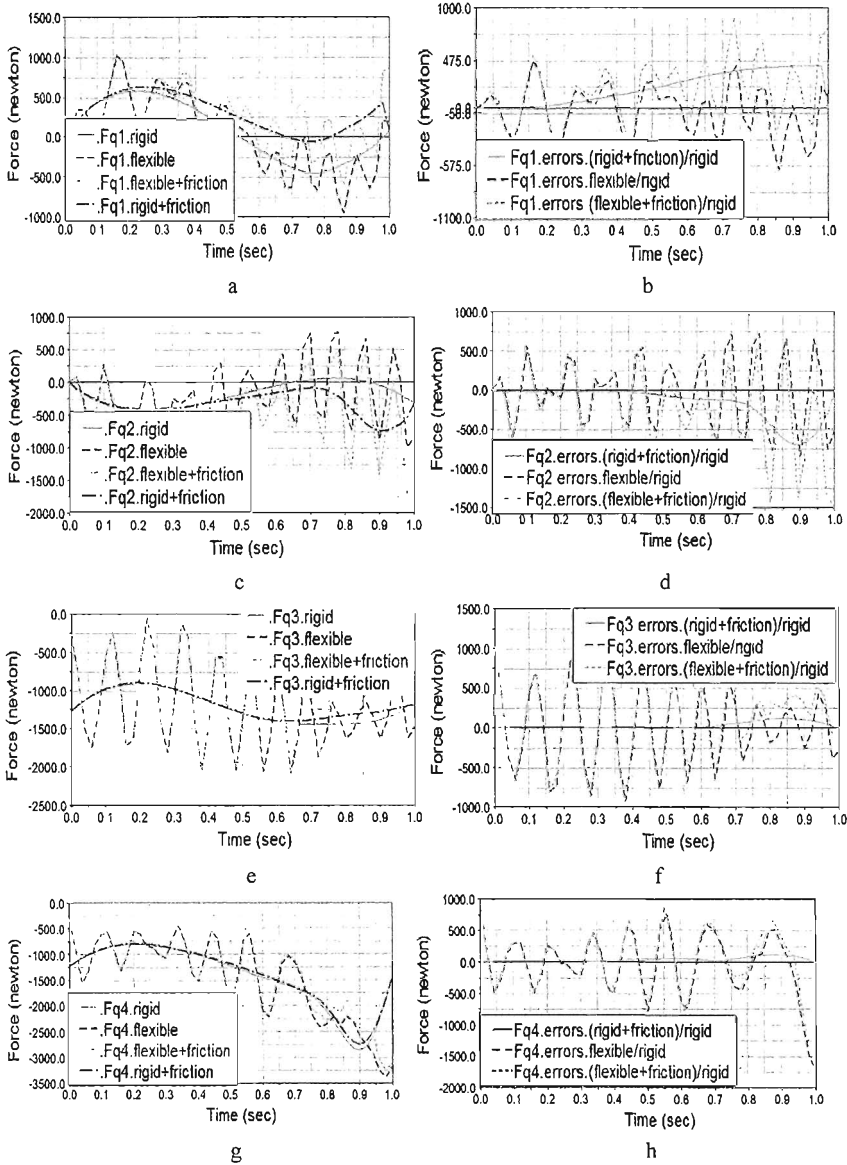 1500.0
1000.0
500.0
0.0
-500.0
-1000.0
Force (newton)
.Fq1.rigid
.Fq1.flexible
.Fq1.flexible+friction
.Fq1.rigid+friction
0.0 0.1 0.2 0.3 0.4 0.5 0.6 0.7 0.8 0.9 1.0
Time (sec)
a
1000.0
475.0
-50.0
-58.8
-575.0
-1100.0
Force (newton)
Fq1.errors.(rigid+friction)/rigid
Fq1.errors.flexible/rigid
Fq1.errors (flexible+friction)/rigid
0.0 0.1 0.2 0.3 0.4 0.5 0.6 0.7 0.8 0.9 1.0
Time (sec)
b
1000.0
500.0
0.0
-500.0
-1000.0
-1500.0
-2000.0
Force (newton)
.Fq2.rigid
.Fq2.flexible
.Fq2.flexible+friction
.Fq2.rigid+friction
0.0 0.1 0.2 0.3 0.4 0.5 0.6 0.7 0.8 0.9 1.0
Time (sec)
c
1000.0
500.0
0.0
-500.0
-1000.0
-1500.0
Force (newton)
Fq2.errors.(rigid+friction)/rigid
Fq2.errors.flexible/rigid
Fq2.errors.(flexible+friction)/rigid
0.0 0.1 0.2 0.3 0.4 0.5 0.6 0.7 0.8 0.9 1.0
Time (sec)
d
0.0
-500.0
-1000.0
-1500.0
-2000.0
-2500.0
Force (newton)
.Fq3.rigid
.Fq3.flexible
.Fq3.flexible+friction
.Fq3.rigid+friction
0.0 0.1 0.2 0.3 0.4 0.5 0.6 0.7 0.8 0.9 1.0
Time (sec)
e
1500.0
1000.0
500.0
0.0
-500.0
-1000.0
Force (newton)
Fq3 errors.(rigid+friction)/rigid
Fq3.errors.flexible/rigid
Fq3.errors.(flexible+friction)/rigid
0.0 0.1 0.2 0.3 0.4 0.5 0.6 0.7 0.8 0.9 1.0
Time (sec)
f
0.0
-500.0
-1000.0
-1500.0
-2000.0
-2500.0
-3000.0
-3500.0
Force (newton)
.Fq4.rigid
.Fq4.flexible
.Fq4.flexible+friction
.Fq4.rigid+friction
0.0 0.1 0.2 0.3 0.4 0.5 0.6 0.7 0.8 0.9 1.0
Time (sec)
g
1000.0
500.0
0.0
-500.0
-1000.0
-1500.0
-2000.0
Force (newton)
Fq4.errors.(rigid+friction)/rigid
Fq4.errors.flexible/rigid
Fq4.errors.(flexible+friction)/rigid
0.0 0.1 0.2 0.3 0.4 0.5 0.6 0.7 0.8 0.9 1.0
Time (sec)
h